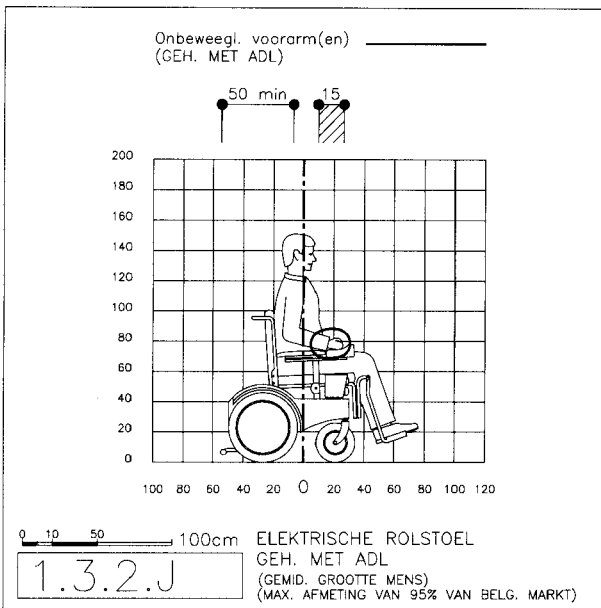 Onbeweegl. voorarm(en)
(GEH. MET ADL)
50 min 15
200
180
160
140
120
100
80
60
40
20
0
100 80 60 40 20 0 20 40 60 80 100 120
0 10 50 100cm
ELEKTRISCHE ROLSTOEL
GEH. MET ADL
1.3.2.J
(GEMID. GROOTTE MENS)
(MAX. AFMETING VAN 95% VAN BELG. MARKT)